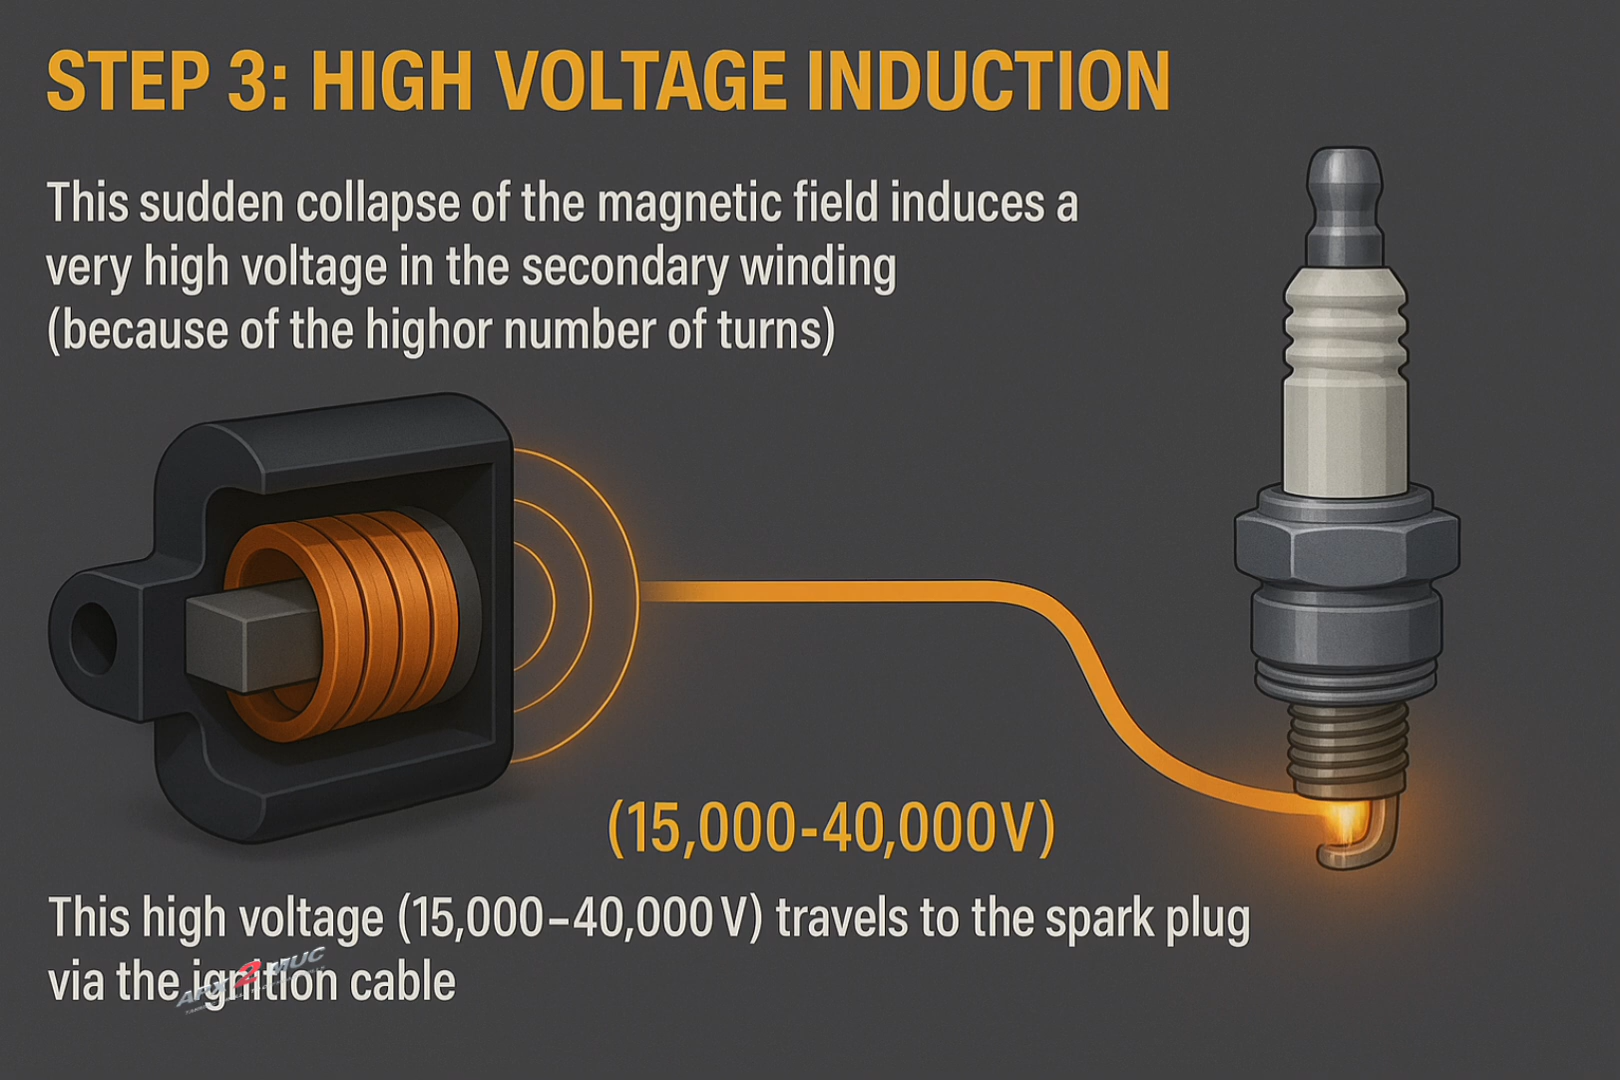 STEP 3: HIGH VOLTAGE INDUCTION
This sudden collapse of the magnetic field induces a
very high voltage in the secondary winding
(because of the highor number of turns)
(15,000-40,000V)
This high voltage (15,000–40,000 V) travels to the spark plug
via the ignition cable
2 MUC